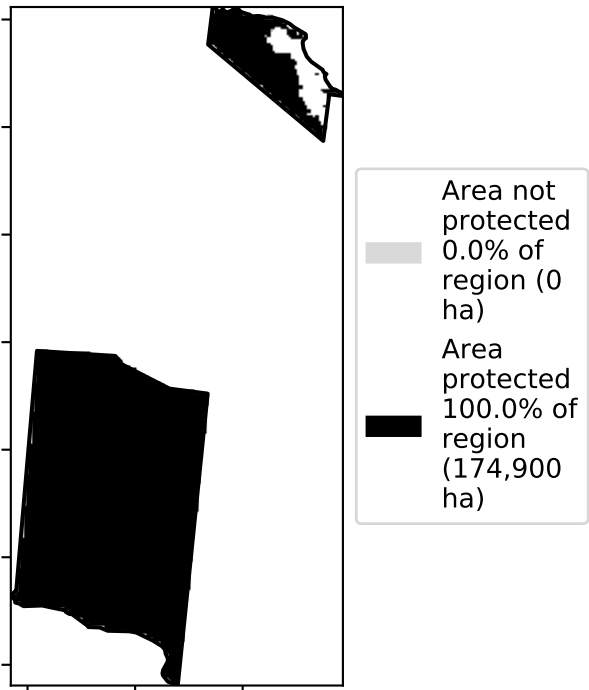 Area not
protected
0.0% of
region (0
ha)
Area
protected
100.0% of
region
(174,900
ha)